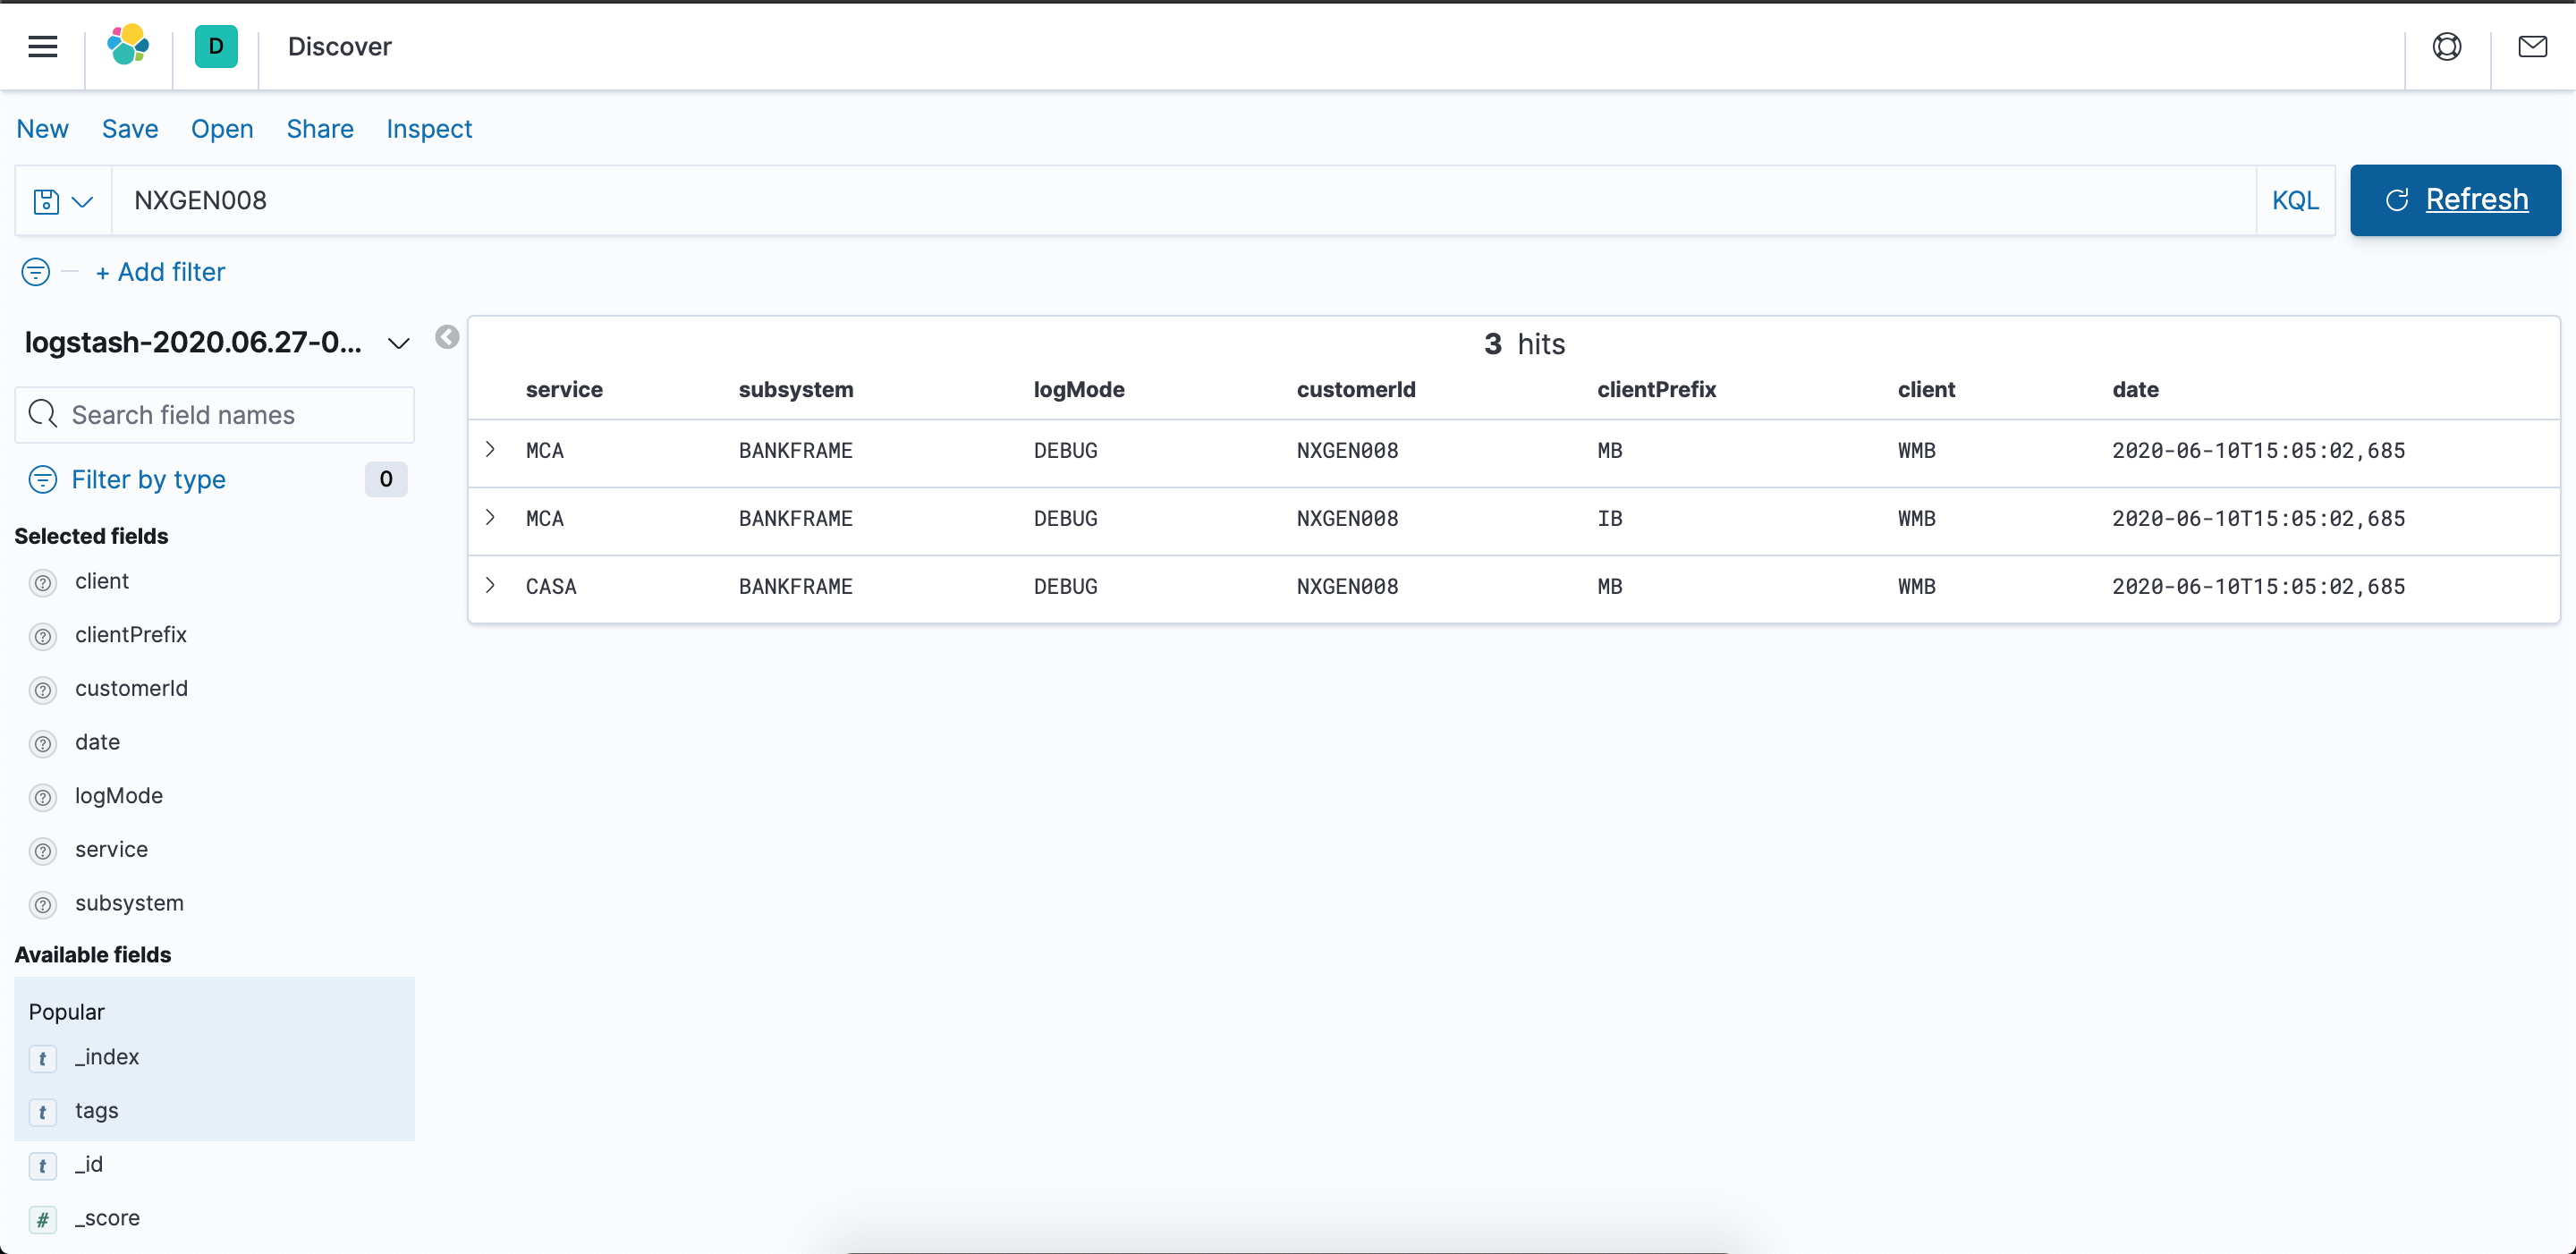 D Discover
New Save Open Share Inspect
NXGEN008 KQL Refresh
+ Add filter
logstash-2020.06.27-0...
Search field names
Filter by type 0
Selected fields
? client
? clientPrefix
? customerId
? date
? logMode
? service
? subsystem
Available fields
Popular
t _index
t tags
t _id
# _score
3 hits
service subsystem logMode customerId clientPrefix client date
MCA BANKFRAME DEBUG NXGEN008 MB WMB 2020-06-10T15:05:02,685
MCA BANKFRAME DEBUG NXGEN008 IB WMB 2020-06-10T15:05:02,685
CASA BANKFRAME DEBUG NXGEN008 MB WMB 2020-06-10T15:05:02,685